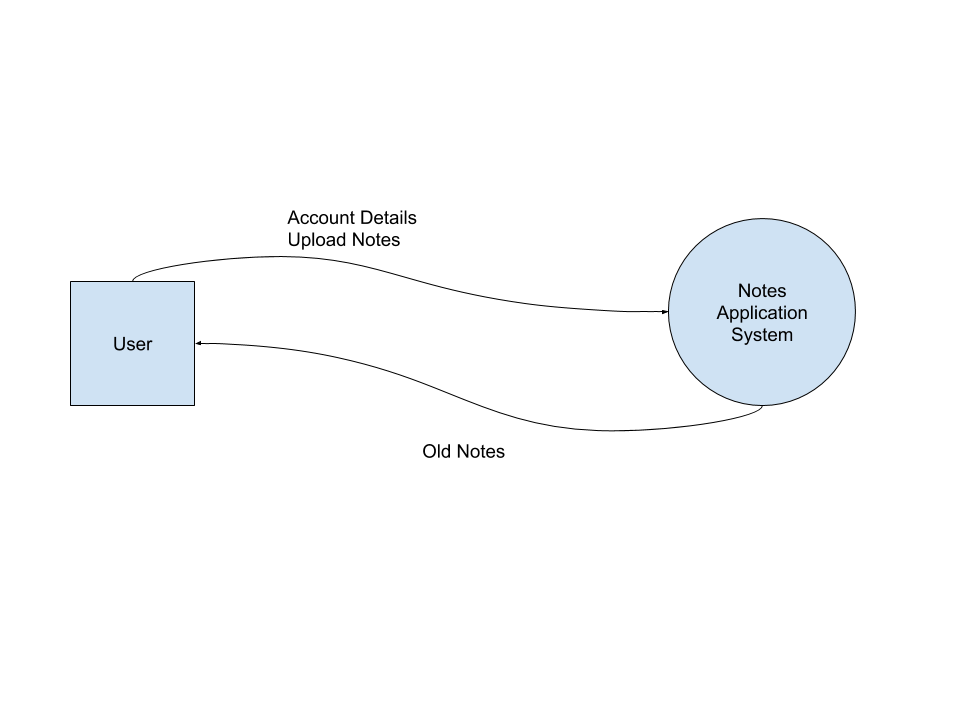 Account Details
Upload Notes
Notes
Application
System
User
Old Notes